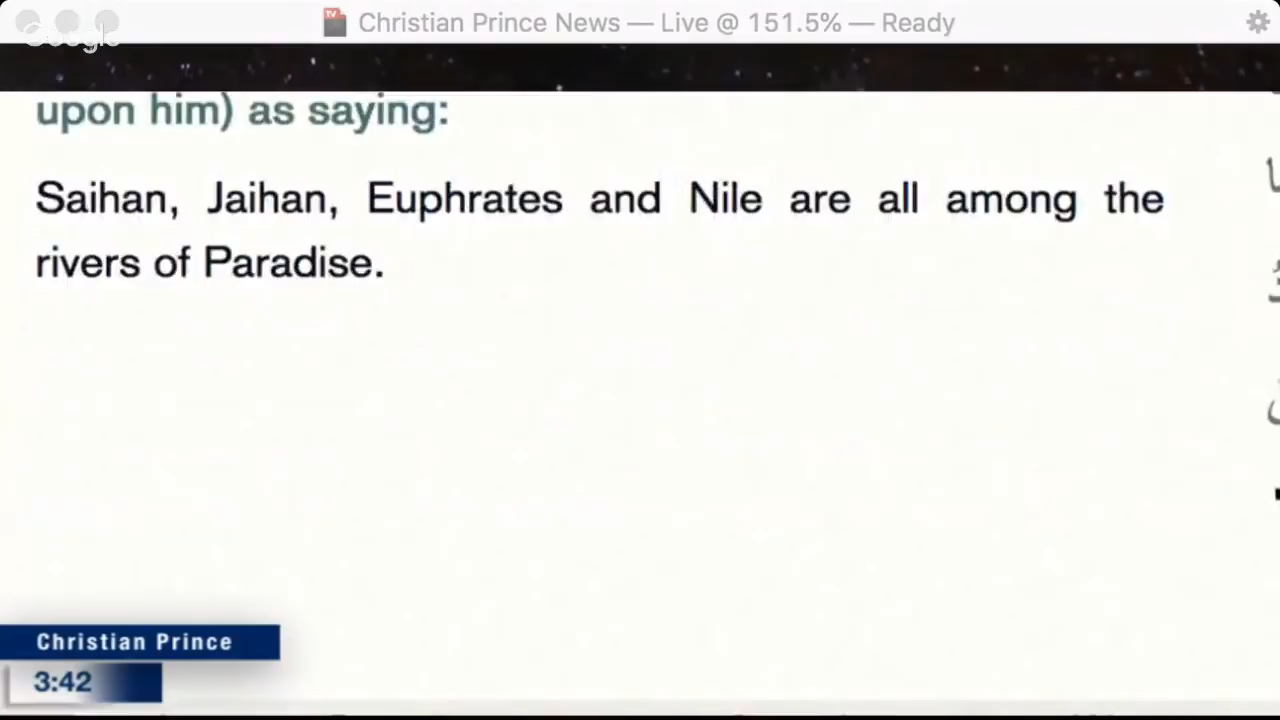 Christian Prince News — Live @ 151.5% — Ready
Google
upon him) as saying:
Saihan, Jaihan, Euphrates and Nile are all among the
rivers of Paradise.
Christian Prince
3:42